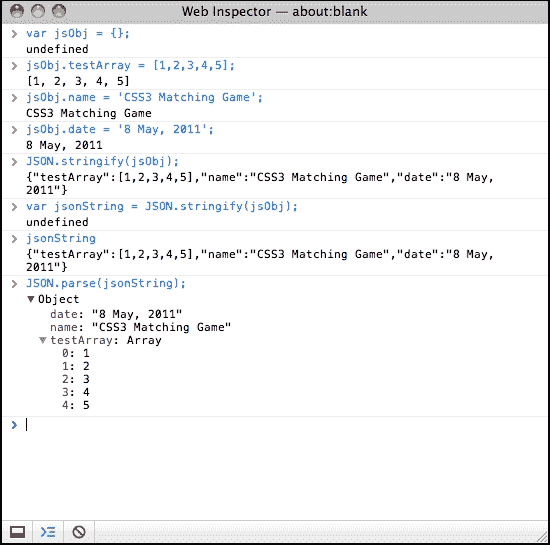 Web Inspector — about:blank
> var jsObj = {};
undefined
> jsObj.testArray = [1,2,3,4,5];
[1, 2, 3, 4, 5]
> jsObj.name = 'CSS3 Matching Game';
CSS3 Matching Game
> jsObj.date = '8 May, 2011';
8 May, 2011
> JSON.stringify(jsObj);
{"testArray":[1,2,3,4,5],"name":"CSS3 Matching Game","date":"8 May,
2011"}
> var jsonString = JSON.stringify(jsObj);
undefined
> jsonString
{"testArray":[1,2,3,4,5],"name":"CSS3 Matching Game","date":"8 May,
2011"}
> JSON.parse(jsonString);
▼Object
date: "8 May, 2011"
name: "CSS3 Matching Game"
▼testArray: Array
0: 1
1: 2
2: 3
3: 4
4: 5
>